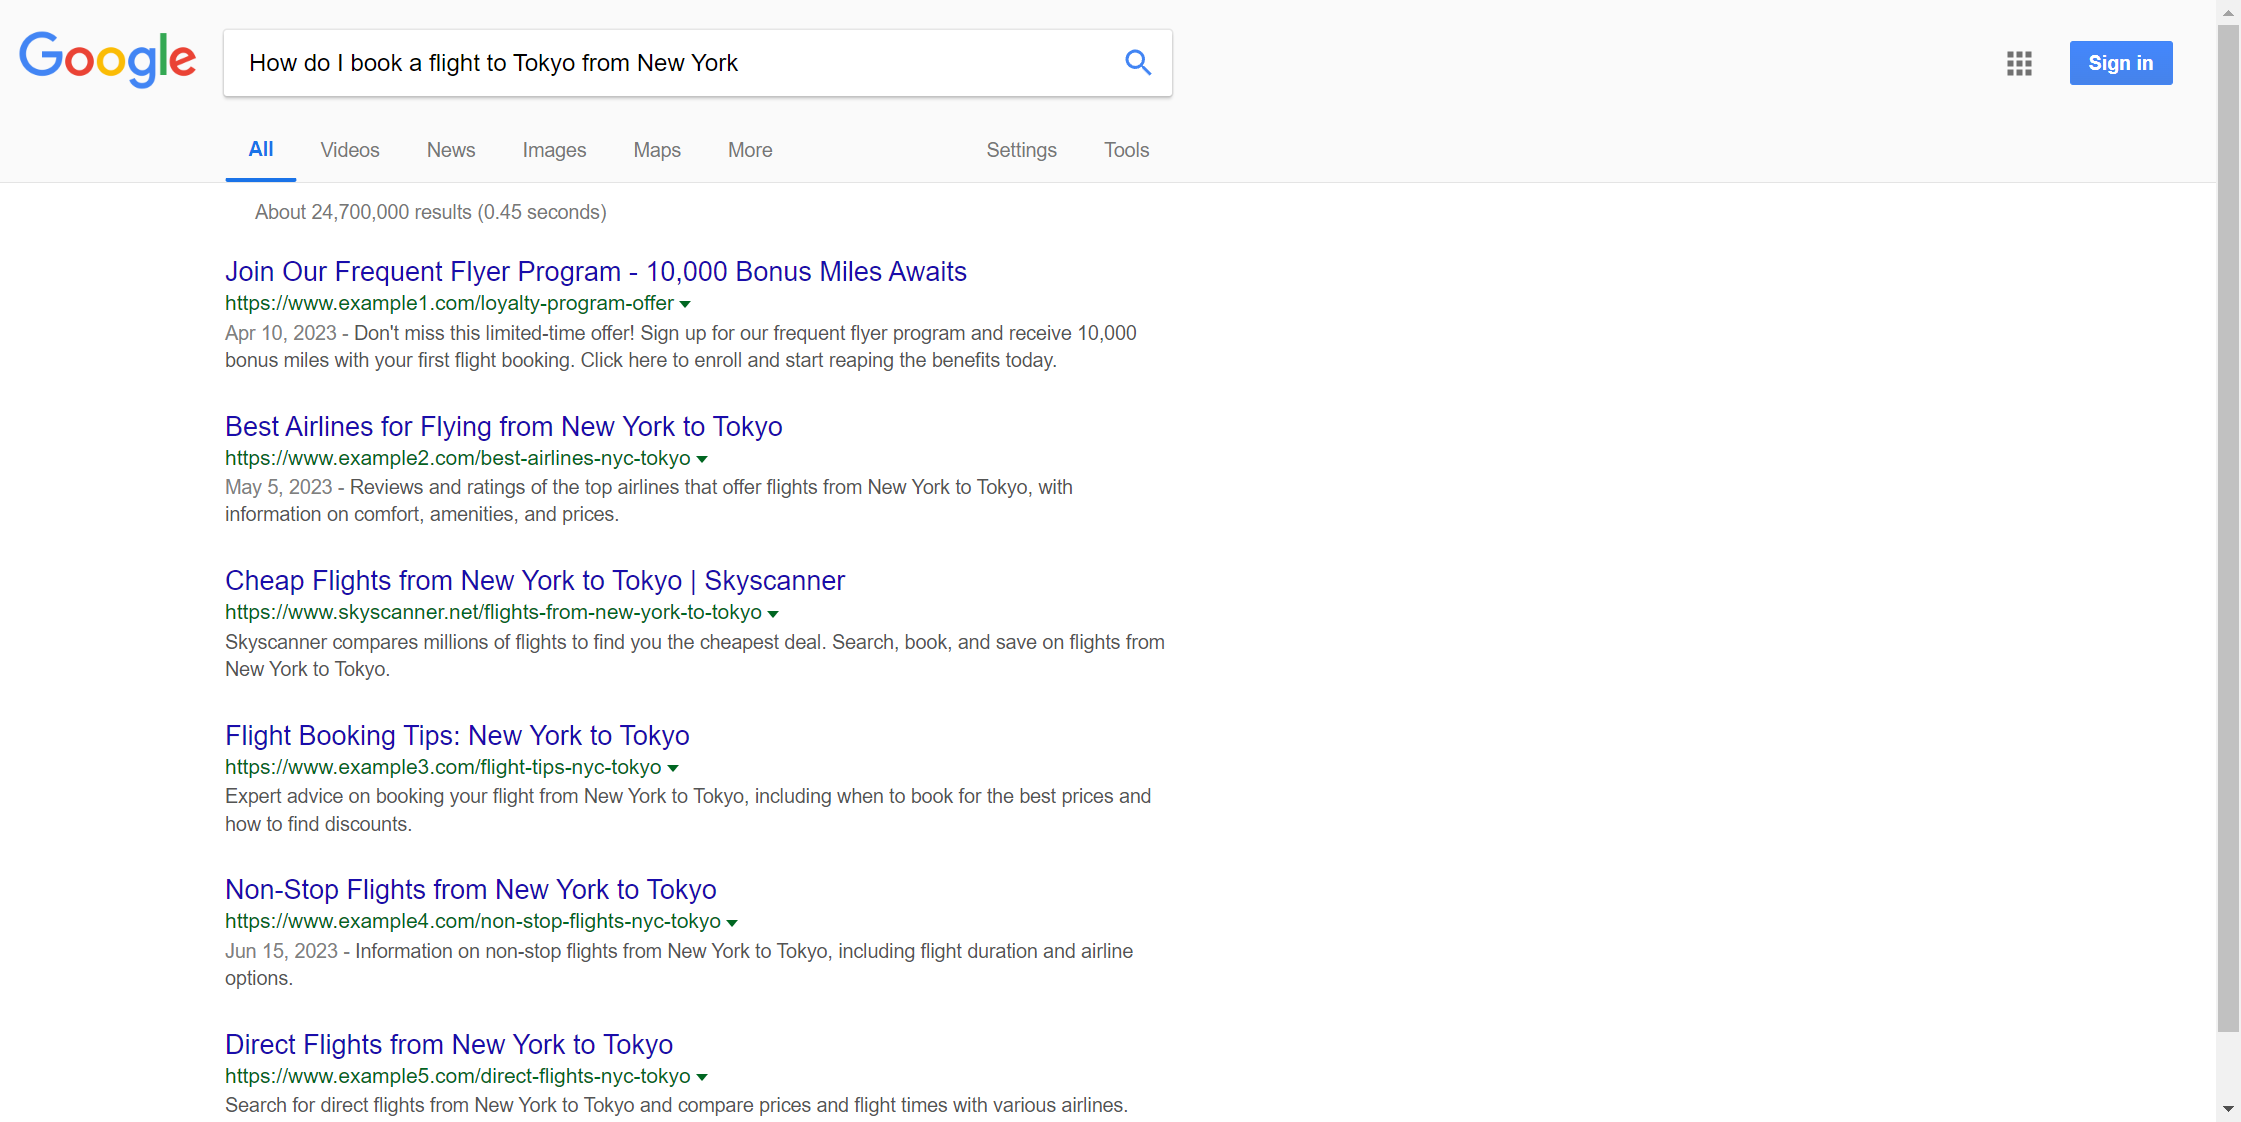 Google
How do I book a flight to Tokyo from New York
Sign in
All Videos News Images Maps More Settings Tools
About 24,700,000 results (0.45 seconds)
Join Our Frequent Flyer Program - 10,000 Bonus Miles Awaits
https://www.example1.com/loyalty-program-offer
Apr 10, 2023 - Don't miss this limited-time offer! Sign up for our frequent flyer program and receive 10,000
bonus miles with your first flight booking. Click here to enroll and start reaping the benefits today.
Best Airlines for Flying from New York to Tokyo
https://www.example2.com/best-airlines-nyc-tokyo
May 5, 2023 - Reviews and ratings of the top airlines that offer flights from New York to Tokyo, with
information on comfort, amenities, and prices.
Cheap Flights from New York to Tokyo | Skyscanner
https://www.skyscanner.net/flights-from-new-york-to-tokyo
Skyscanner compares millions of flights to find you the cheapest deal. Search, book, and save on flights from
New York to Tokyo.
Flight Booking Tips: New York to Tokyo
https://www.example3.com/flight-tips-nyc-tokyo
Expert advice on booking your flight from New York to Tokyo, including when to book for the best prices and
how to find discounts.
Non-Stop Flights from New York to Tokyo
https://www.example4.com/non-stop-flights-nyc-tokyo
Jun 15, 2023 - Information on non-stop flights from New York to Tokyo, including flight duration and airline
options.
Direct Flights from New York to Tokyo
https://www.example5.com/direct-flights-nyc-tokyo
Search for direct flights from New York to Tokyo and compare prices and flight times with various airlines.